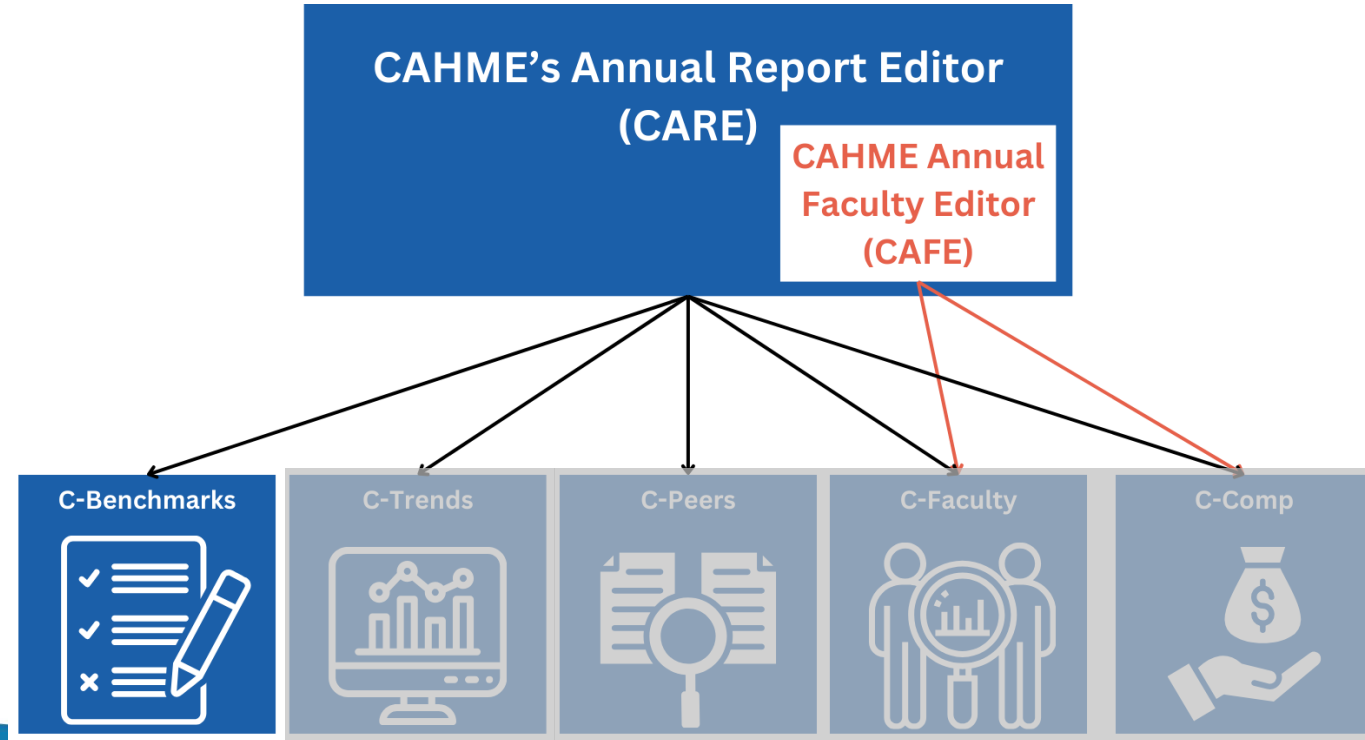 CAHME’s Annual Report Editor
(CARE)
CAHME Annual
Faculty Editor
(CAFE)
C-Benchmarks
C-Trends
C-Peers
C-Faculty
C-Comp
$